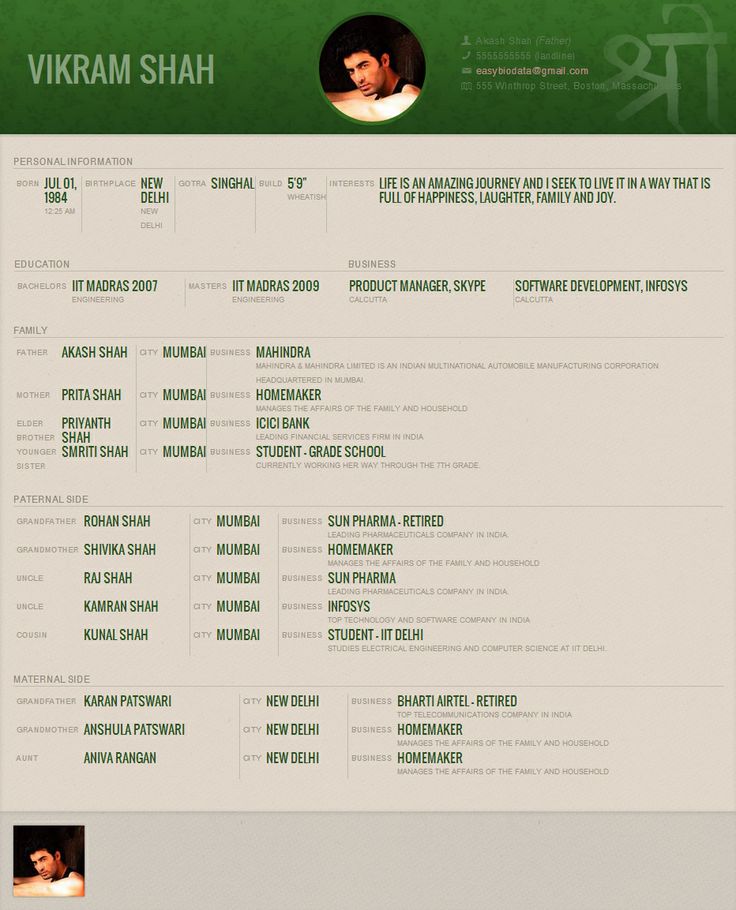 VIKRAM SHAH
श्री
Akash Shah (Father)
5555555555 (landline)
easybiodata@gmail.com
555 Winthrop Street, Boston, Massachusetts
PERSONAL INFORMATION
BORN JUL 01, 1984 12:25 AM
BIRTHPLACE NEW DELHI NEW DELHI
GOTRA SINGHAL
BUILD 5'9" WHEATISH
INTERESTS LIFE IS AN AMAZING JOURNEY AND I SEEK TO LIVE IT IN A WAY THAT IS
FULL OF HAPPINESS, LAUGHTER, FAMILY AND JOY.
EDUCATION
BACHELORS IIT MADRAS 2007
ENGINEERING
MASTERS IIT MADRAS 2009
ENGINEERING
BUSINESS
PRODUCT MANAGER, SKYPE
CALCUTTA
SOFTWARE DEVELOPMENT, INFOSYS
CALCUTTA
FAMILY
FATHER AKASH SHAH CITY MUMBAI BUSINESS MAHINDRA
MAHINDRA & MAHINDRA LIMITED IS AN INDIAN MULTINATIONAL AUTOMOBILE MANUFACTURING CORPORATION
HEADQUARTERED IN MUMBAI.
MOTHER PRITA SHAH CITY MUMBAI BUSINESS HOMEMAKER
MANAGES THE AFFAIRS OF THE FAMILY AND HOUSEHOLD
ELDER BROTHER PRIYANTH SHAH CITY MUMBAI BUSINESS ICICI BANK
LEADING FINANCIAL SERVICES FIRM IN INDIA
YOUNGER SISTER SMRITI SHAH CITY MUMBAI BUSINESS STUDENT - GRADE SCHOOL
CURRENTLY WORKING HER WAY THROUGH THE 7TH GRADE.
PATERNAL SIDE
GRANDFATHER ROHAN SHAH CITY MUMBAI BUSINESS SUN PHARMA - RETIRED
LEADING PHARMACEUTICALS COMPANY IN INDIA.
GRANDMOTHER SHIVIKA SHAH CITY MUMBAI BUSINESS HOMEMAKER
MANAGES THE AFFAIRS OF THE FAMILY AND HOUSEHOLD
UNCLE RAJ SHAH CITY MUMBAI BUSINESS SUN PHARMA
LEADING PHARMACEUTICALS COMPANY IN INDIA.
UNCLE KAMRAN SHAH CITY MUMBAI BUSINESS INFOSYS
TOP TECHNOLOGY AND SOFTWARE COMPANY IN INDIA
COUSIN KUNAL SHAH CITY MUMBAI BUSINESS STUDENT - IIT DELHI
STUDIES ELECTRICAL ENGINEERING AND COMPUTER SCIENCE AT IIT DELHI.
MATERNAL SIDE
GRANDFATHER KARAN PATSWARI CITY NEW DELHI BUSINESS BHARTI AIRTEL - RETIRED
TOP TELECOMMUNICATIONS COMPANY IN INDIA
GRANDMOTHER ANSHULA PATSWARI CITY NEW DELHI BUSINESS HOMEMAKER
MANAGES THE AFFAIRS OF THE FAMILY AND HOUSEHOLD
AUNT ANIVA RANGAN CITY NEW DELHI BUSINESS HOMEMAKER
MANAGES THE AFFAIRS OF THE FAMILY AND HOUSEHOLD